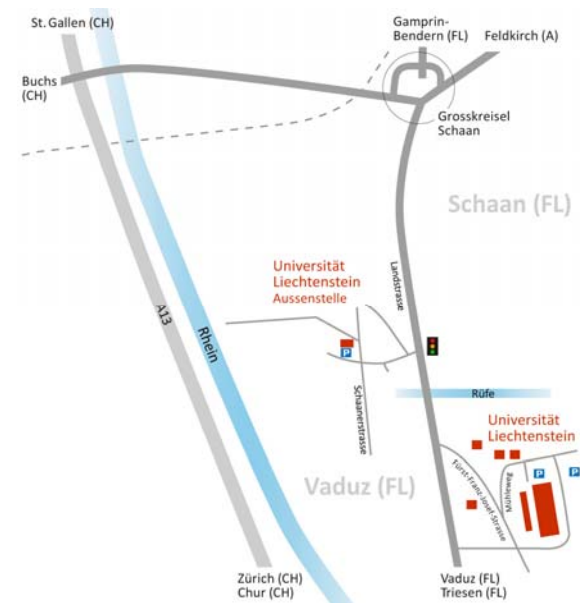 St. Gallen (CH)
Gamprin-
Bendern (FL)
Feldkirch (A)
Buchs
(CH)
Grosskreisel
Schaan
Schaan (FL)
Universität
Liechtenstein
Aussenstelle
Landstrasse
A13
Rhein
P
Schaanerstrasse
Rüfe
Universität
Liechtenstein
Vaduz (FL)
Fürst-Franz-Josef-Strasse
Mühleweg
P
P
Zürich (CH)
Chur (CH)
Vaduz (FL)
Triesen (FL)